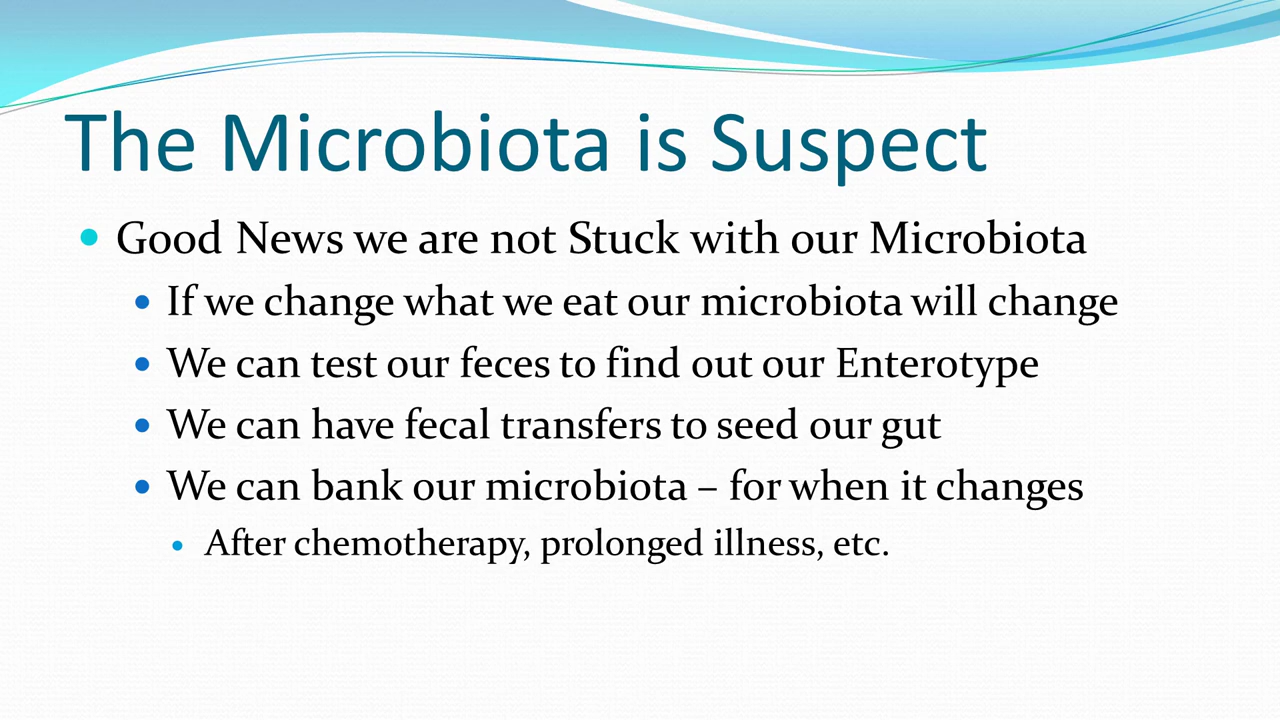 The Microbiota is Suspect
Good News we are not Stuck with our Microbiota
If we change what we eat our microbiota will change
We can test our feces to find out our Enterotype
We can have fecal transfers to seed our gut
We can bank our microbiota – for when it changes
After chemotherapy, prolonged illness, etc.